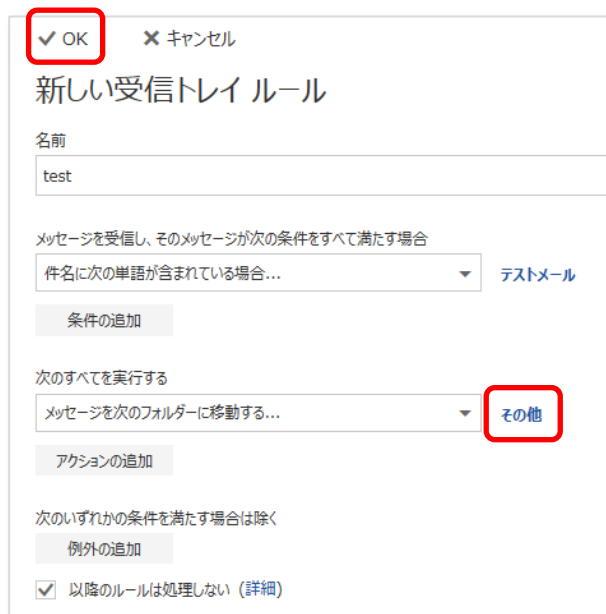 OK キャンセル
新しい受信トレイ ルール
名前
test
メッセージを受信し、そのメッセージが次の条件をすべて満たす場合
件名に次の単語が含まれている場合... テストメール
条件の追加
次のすべてを実行する
メッセージを次のフォルダーに移動する... その他
アクションの追加
次のいずれかの条件を満たす場合は除く
例外の追加
以降のルールは処理しない (詳細)